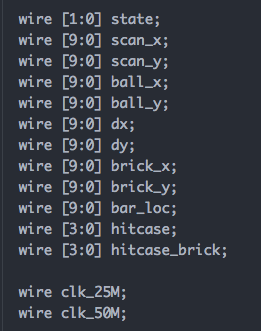 wire [1:0] state;
wire [9:0] scan_x;
wire [9:0] scan_y;
wire [9:0] ball_x;
wire [9:0] ball_y;
wire [9:0] dx;
wire [9:0] dy;
wire [9:0] brick_x;
wire [9:0] brick_y;
wire [9:0] bar_loc;
wire [3:0] hitcase;
wire [3:0] hitcase_brick;
wire clk_25M;
wire clk_50M;